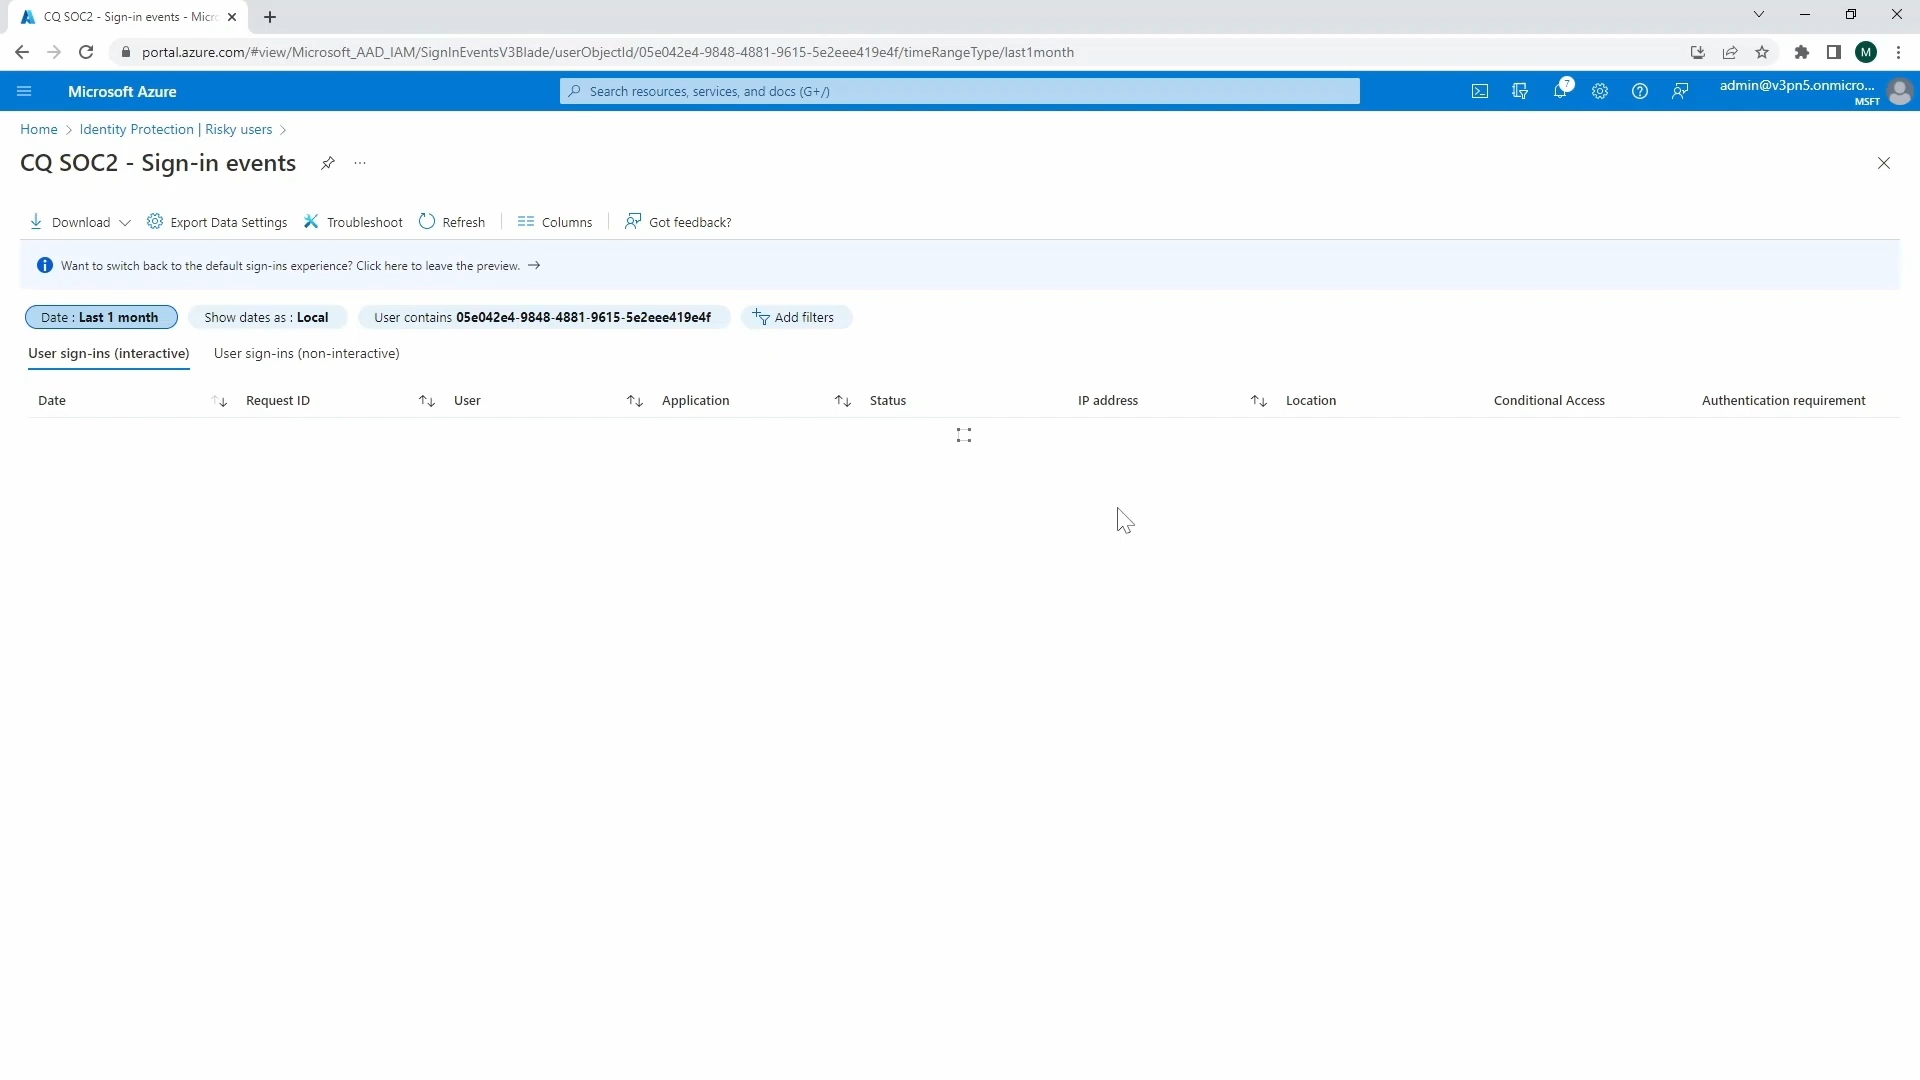 CQ SOC2 - Sign-in events - Micro
portal.azure.com/#view/Microsoft_AAD_IAM/SignInEventsV3Blade/userObjectId/05e042e4-9848-4881-9615-5e2eee419e4f/timeRangeType/last1month
M
Microsoft Azure
Search resources, services, and docs (G+/)
7
admin@v3pn5.onmicro...
MSFT
Home > Identity Protection | Risky users >
CQ SOC2 - Sign-in events
Download Export Data Settings Troubleshoot Refresh Columns Got feedback?
Want to switch back to the default sign-ins experience? Click here to leave the preview. →
Date : Last 1 month Show dates as : Local User contains 05e042e4-9848-4881-9615-5e2eee419e4f Add filters
User sign-ins (interactive) User sign-ins (non-interactive)
Date Request ID User Application Status IP address Location Conditional Access Authentication requirement